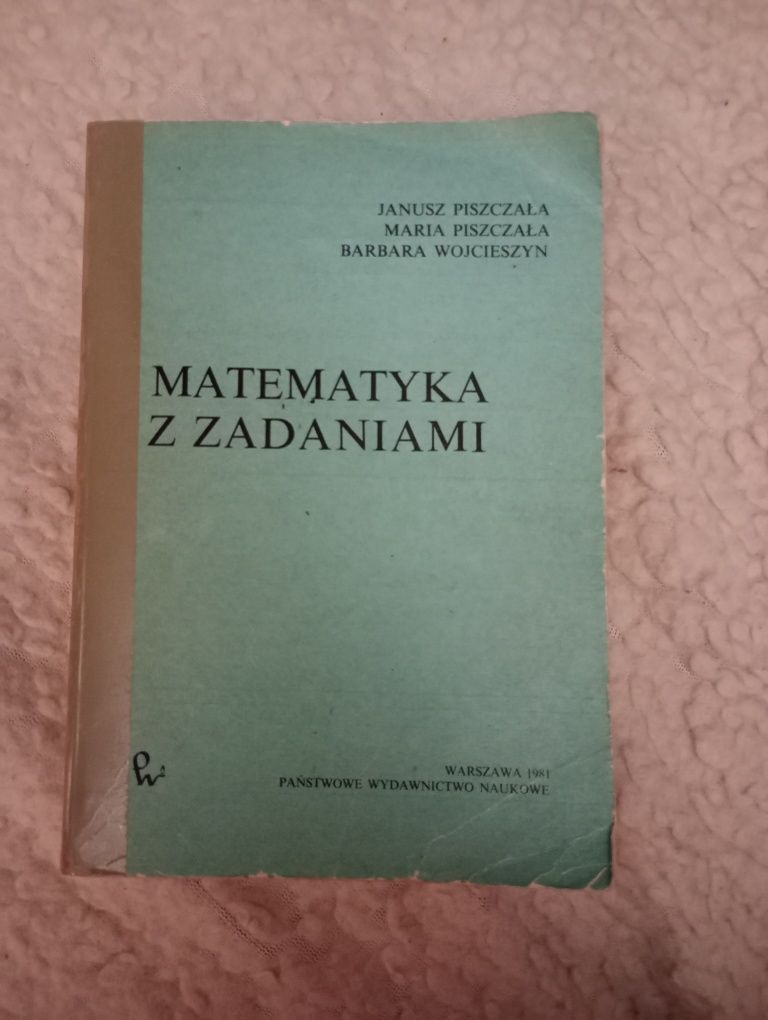 JANUSZ PISZCZAŁA
MARIA PISZCZAŁA
BARBARA WOJCIESZYN
MATEMATYKA
Z ZADANIAMI
WARSZAWA 1981
PAŃSTWOWE WYDAWNICTWO NAUKOWE